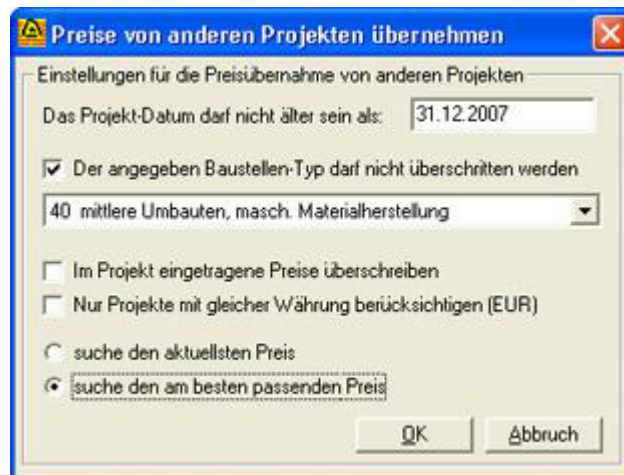 Preise von anderen Projekten übernehmen
Einstellungen für die Preisübernahme von anderen Projekten
Das Projekt-Datum darf nicht älter sein als: 31.12.2007
Der angegeben Baustellen-Typ darf nicht überschritten werden
40 mittlere Umbauten, masch. Materialherstellung
Im Projekt eingetragene Preise überschreiben
Nur Projekte mit gleicher Währung berücksichtigen (EUR)
suche den aktuellsten Preis
suche den am besten passenden Preis
OK Abbruch